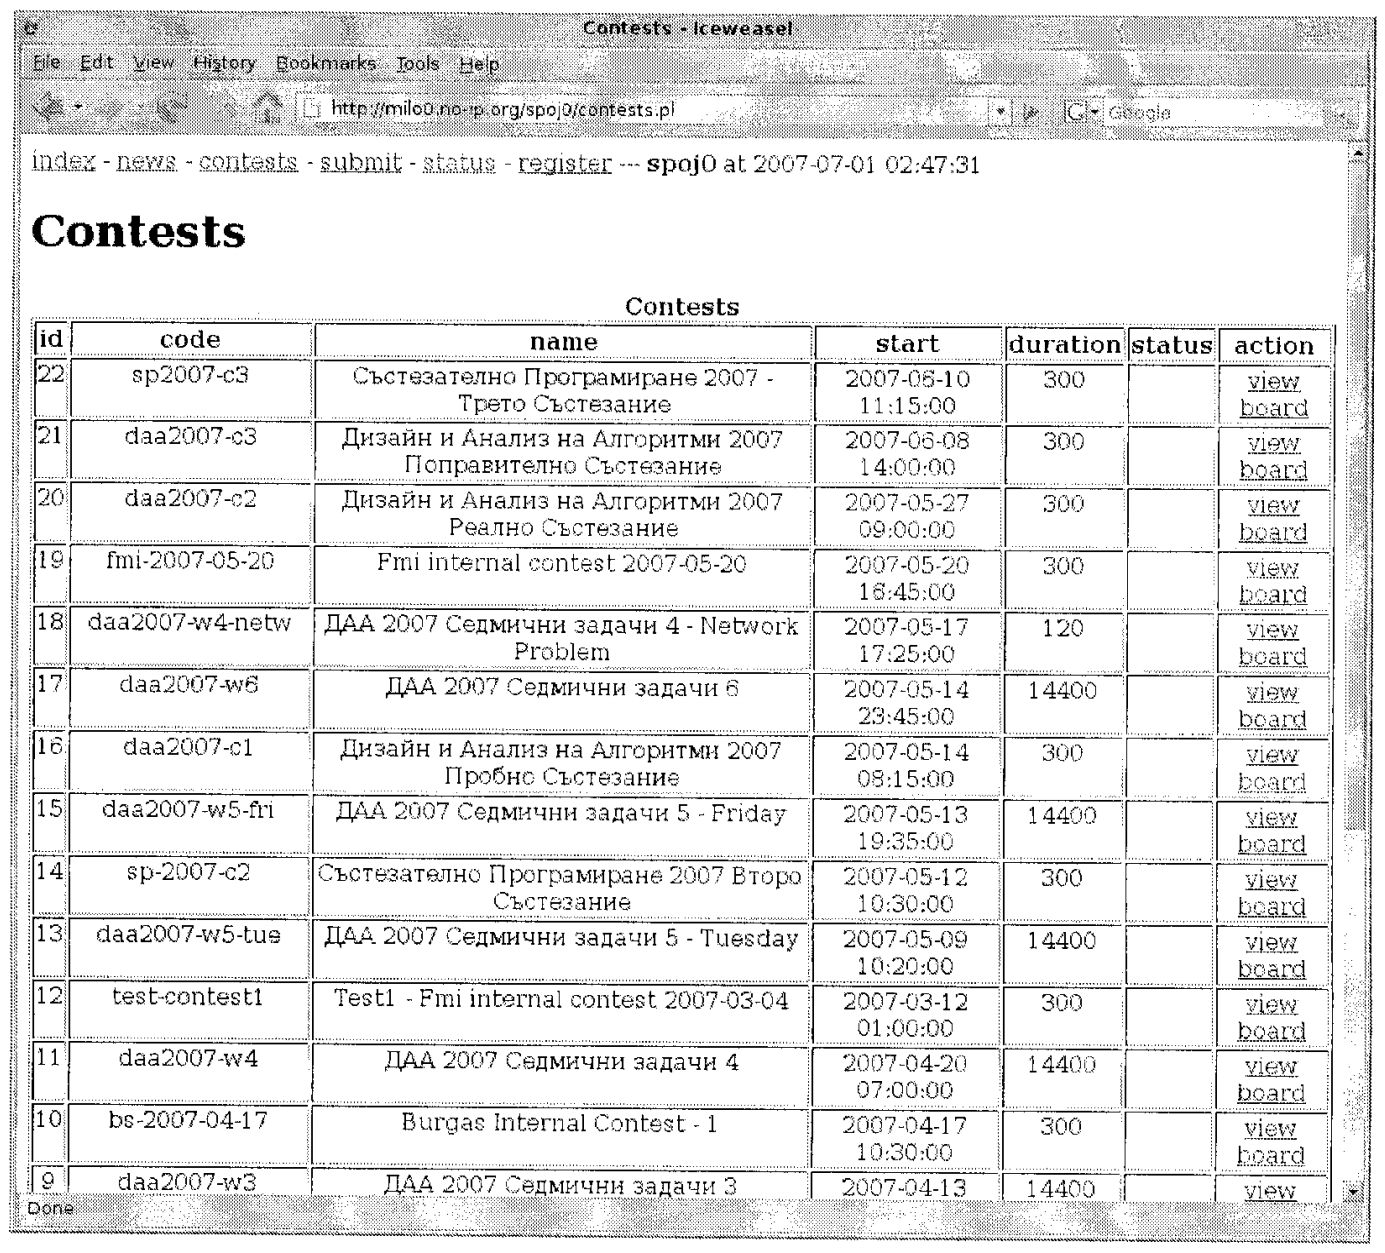 Contests - Iceweasel
File Edit View History Bookmarks Tools Help
http://milo0.no-ip.org/spoj0/contests.pl
G Google
index - news - contests - submit - status - register --- spoj0 at 2007-07-01 02:47:31
Contests
Contests
id code name start duration status action
22 sp2007-c3 Състезателно Програмиране 2007 - 2007-06-10 300 view
Трето Състезание 11:15:00 board
21 daa2007-c3 Дизайн и Анализ на Алгоритми 2007 2007-06-08 300 view
Поправително Състезание 14:00:00 board
20 daa2007-c2 Дизайн и Анализ на Алгоритми 2007 2007-05-27 300 view
Реално Състезание 09:00:00 board
19 fmi-2007-05-20 Fmi internal contest 2007-05-20 2007-05-20 300 view
16:45:00 board
18 daa2007-w4-netw ДАА 2007 Седмични задачи 4 - Network 2007-05-17 120 view
Problem 17:25:00 board
17 daa2007-w6 ДАА 2007 Седмични задачи 6 2007-05-14 14400 view
23:45:00 board
16 daa2007-c1 Дизайн и Анализ на Алгоритми 2007 2007-05-14 300 view
Пробно Състезание 08:15:00 board
15 daa2007-w5-fri ДАА 2007 Седмични задачи 5 - Friday 2007-05-13 14400 view
19:35:00 board
14 sp-2007-c2 Състезателно Програмиране 2007 Второ 2007-05-12 300 view
Състезание 10:30:00 board
13 daa2007-w5-tue ДАА 2007 Седмични задачи 5 - Tuesday 2007-05-09 14400 view
10:20:00 board
12 test-contest1 Test1 - Fmi internal contest 2007-03-04 2007-03-12 300 view
01:00:00 board
11 daa2007-w4 ДАА 2007 Седмични задачи 4 2007-04-20 14400 view
07:00:00 board
10 bs-2007-04-17 Burgas Internal Contest - 1 2007-04-17 300 view
10:30:00 board
9 daa2007-w3 ДАА 2007 Седмични задачи 3 2007-04-13 14400 view
Done